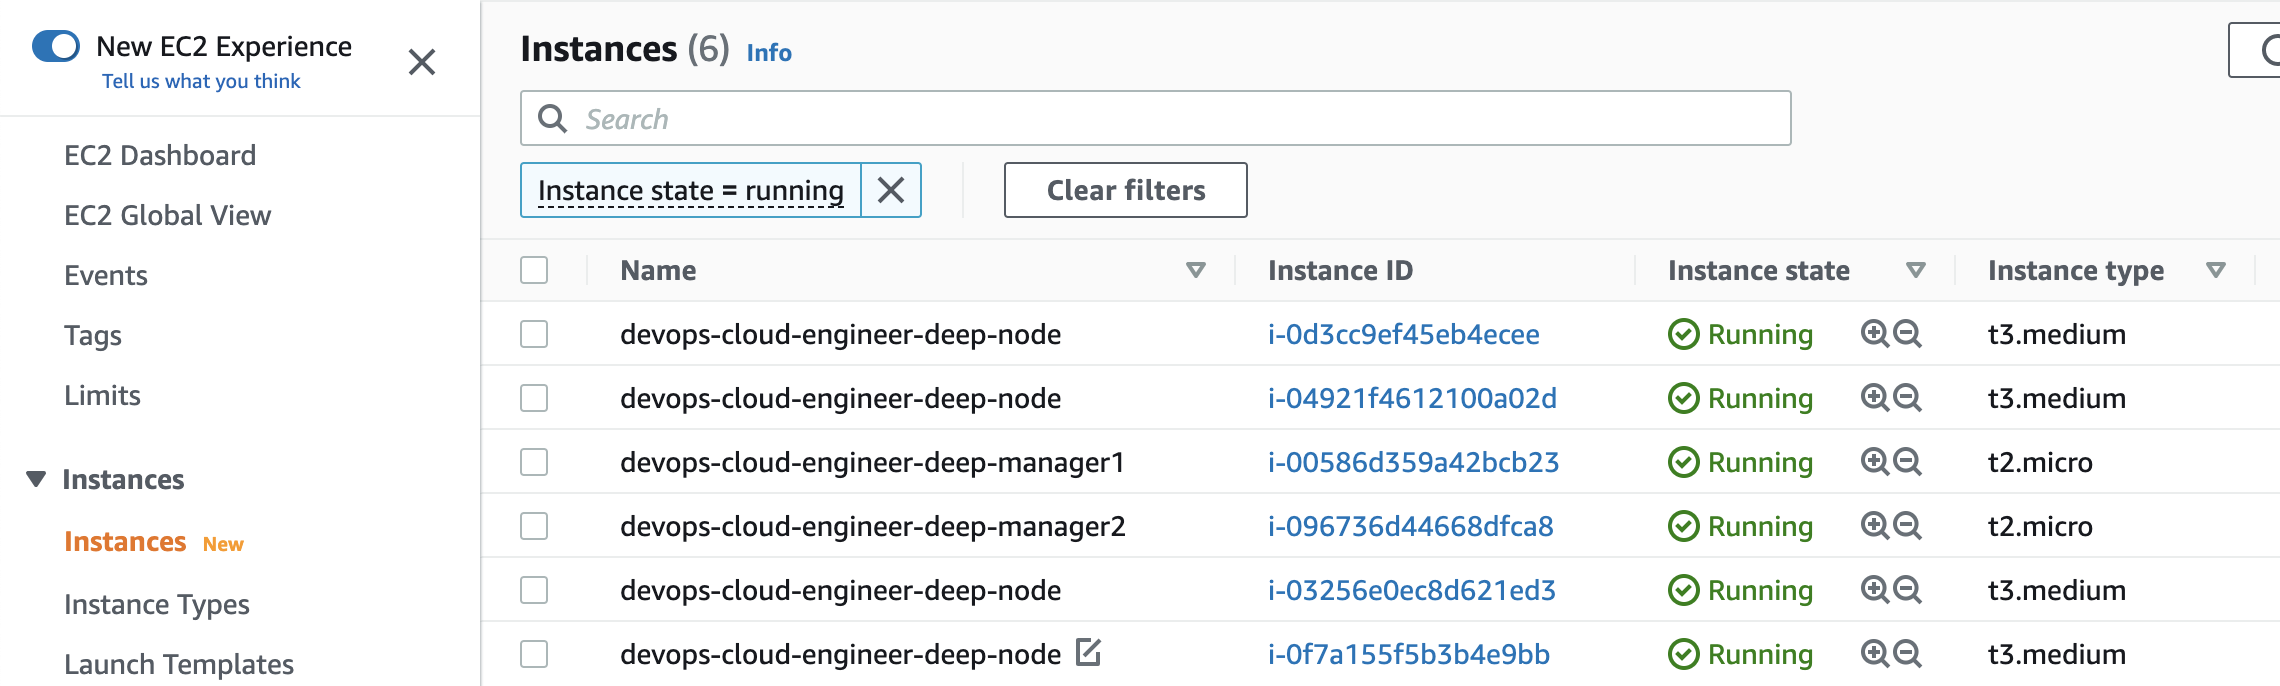 New EC2 Experience
Tell us what you think
EC2 Dashboard
EC2 Global View
Events
Tags
Limits
Instances
Instances New
Instance Types
Launch Templates
Instances (6) Info
Search
Instance state = running
Clear filters
Name Instance ID Instance state Instance type
devops-cloud-engineer-deep-node i-0d3cc9ef45eb4ecee Running t3.medium
devops-cloud-engineer-deep-node i-04921f4612100a02d Running t3.medium
devops-cloud-engineer-deep-manager1 i-00586d359a42bcb23 Running t2.micro
devops-cloud-engineer-deep-manager2 i-096736d44668dfca8 Running t2.micro
devops-cloud-engineer-deep-node i-03256e0ec8d621ed3 Running t3.medium
devops-cloud-engineer-deep-node i-0f7a155f5b3b4e9bb Running t3.medium